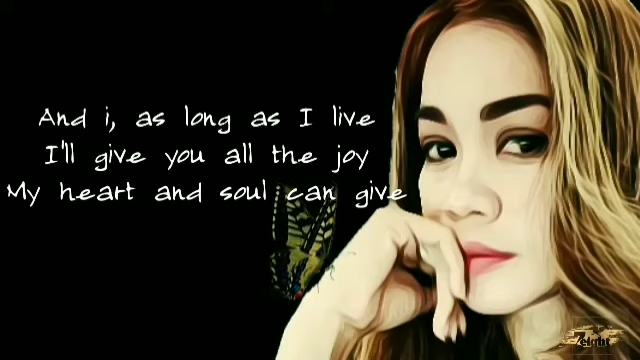 And i, as long as I live
I'll give you all the joy
My heart and soul can give